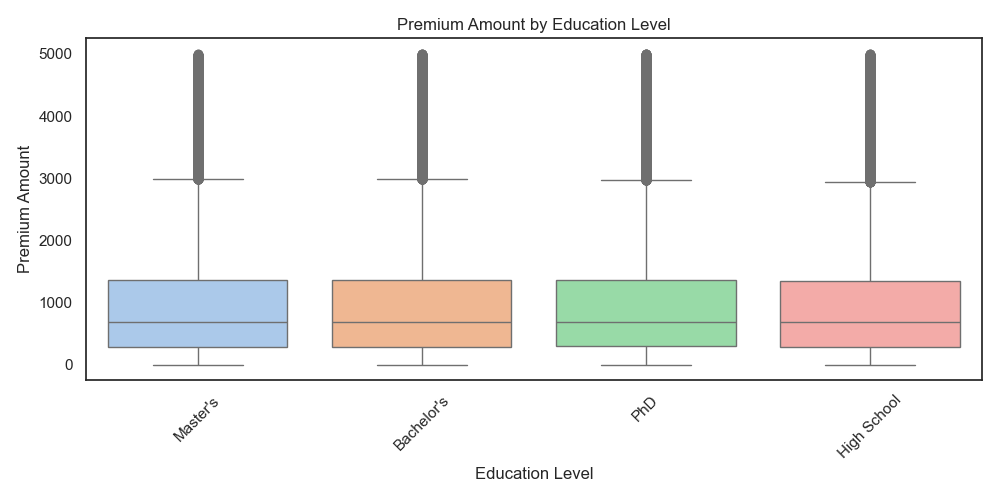 Premium Amount by Education Level
Premium Amount
5000
4000
3000
2000
1000
0
Master's
Bachelor's
PhD
High School
Education Level